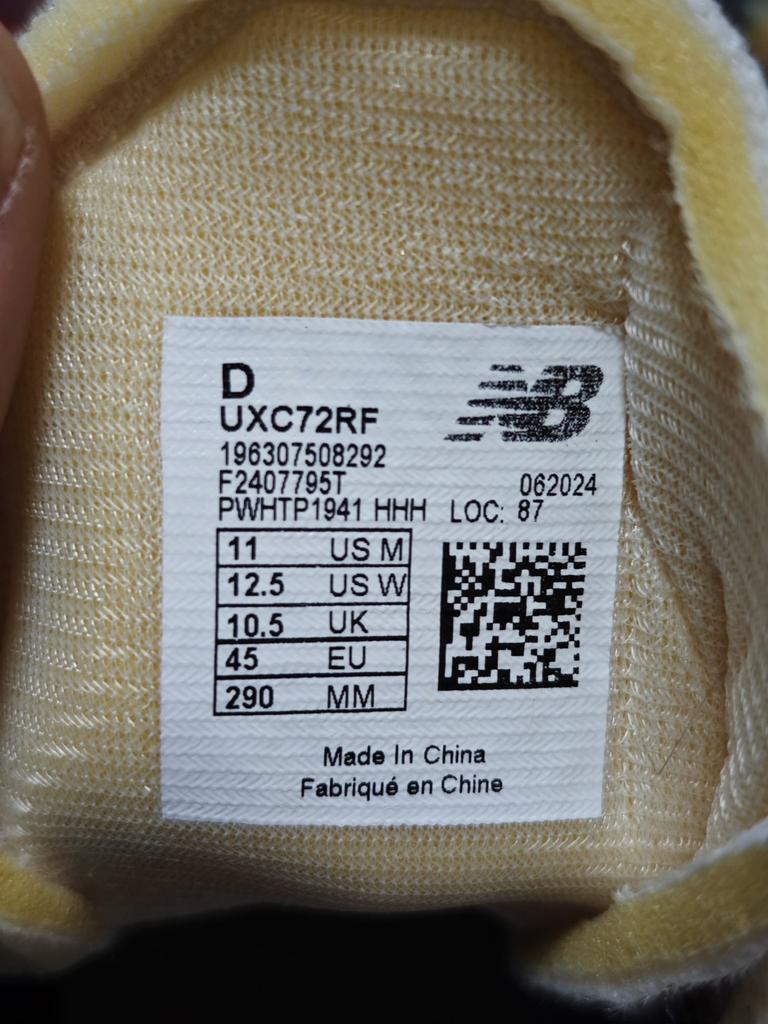 D
NB
UXC72RF
196307508292
F2407795T 062024
PWHTP1941 HHH LOC: 87
11 US M
12.5 US W
10.5 UK
45 EU
290 MM
Made In China
Fabriqué en Chine